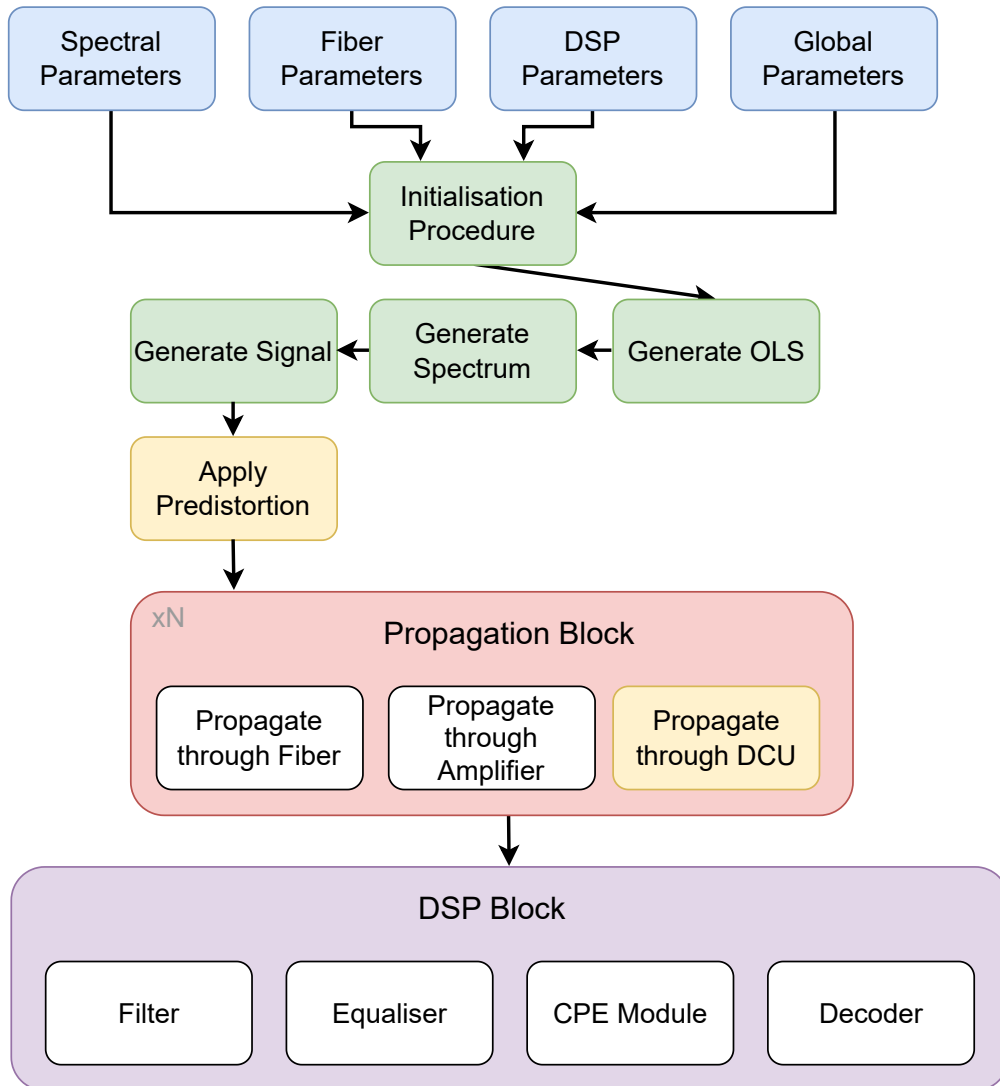 Spectral
Parameters
Fiber
Parameters
DSP
Parameters
Global
Parameters
Initialisation
Procedure
Generate Signal
Generate
Spectrum
Generate OLS
Apply
Predistortion
xN
Propagation Block
Propagate
through Fiber
Propagate
through
Amplifier
Propagate
through DCU
DSP Block
Filter
Equaliser
CPE Module
Decoder